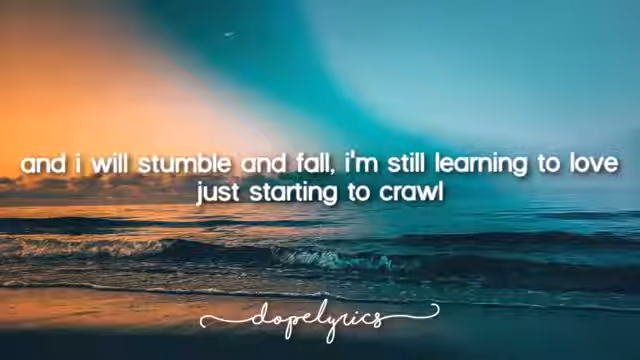 and i will stumble and fall, i'm still learning to love
just starting to crawl
dopelyrics